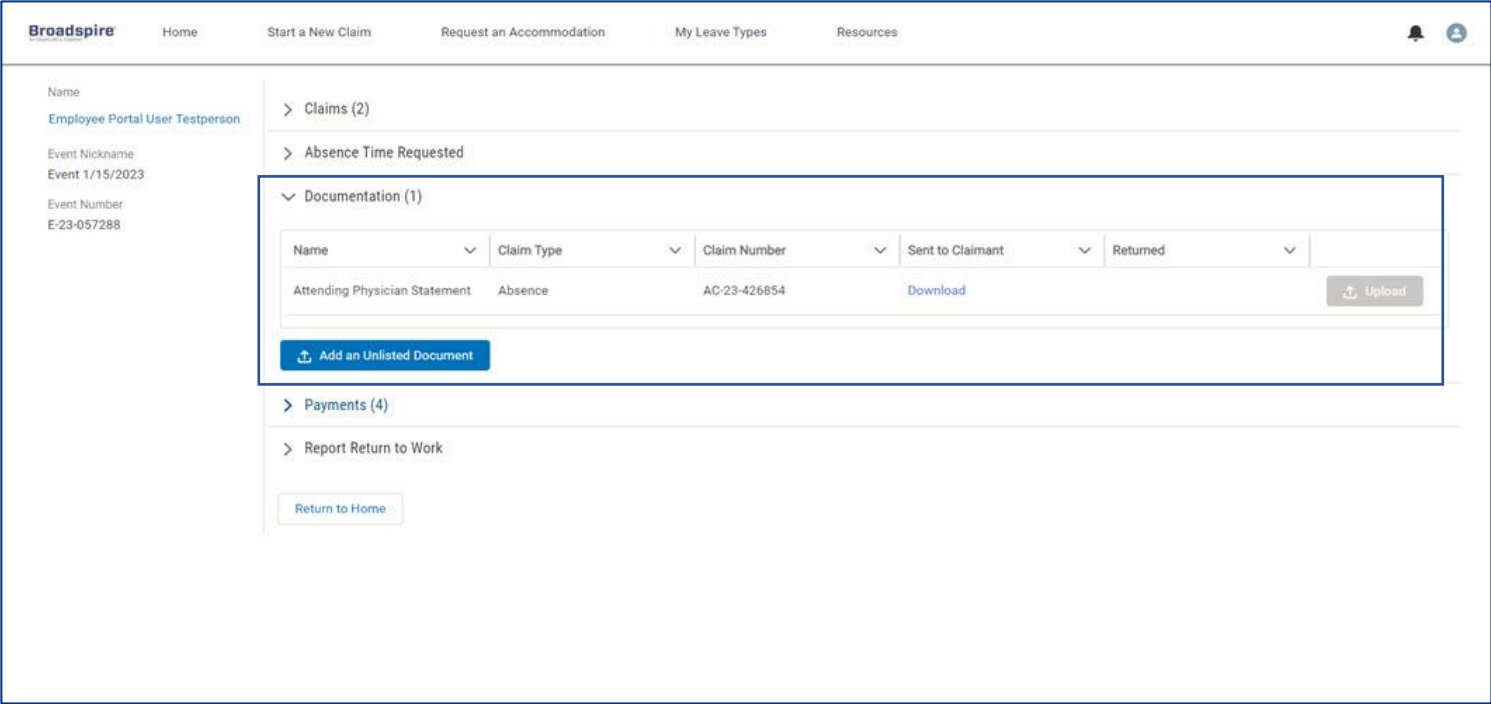 Broadspire
Home
Start a New Claim
Request an Accommodation
My Leave Types
Resources
Name
Employee Portal User Testperson
Event Nickname
Event 1/15/2023
Event Number
E-23-057288
Claims (2)
Absence Time Requested
Documentation (1)
Name Claim Type Claim Number Sent to Claimant Returned
Attending Physician Statement Absence AC-23-426854 Download Upload
Add an Unlisted Document
Payments (4)
Report Return to Work
Return to Home